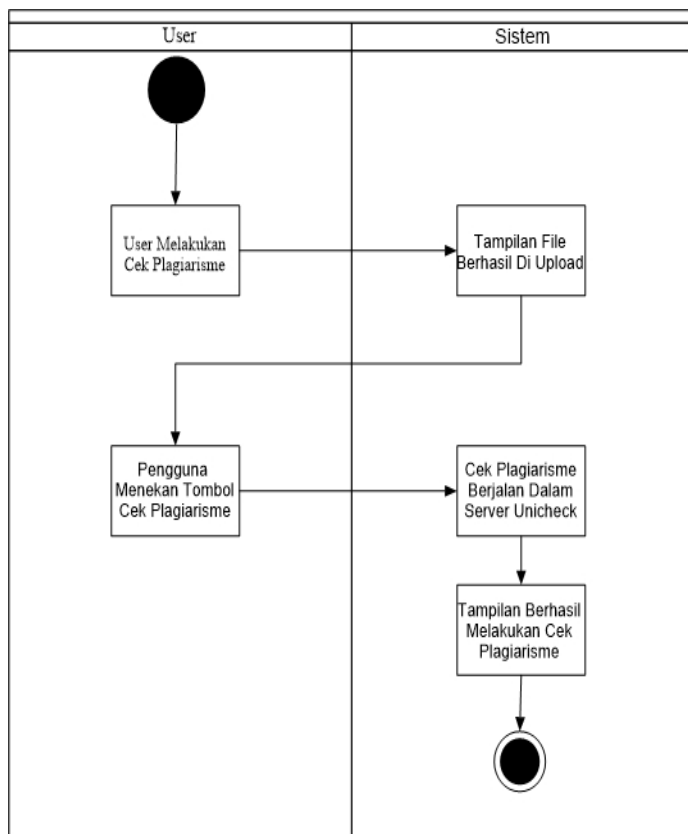 User
Sistem
User Melakukan
Cek Plagiarisme
Tampilan File
Berhasil Di Upload
Pengguna
Menekan Tombol
Cek Plagiarisme
Cek Plagiarisme
Berjalan Dalam
Server Unicheck
Tampilan Berhasil
Melakukan Cek
Plagiarisme